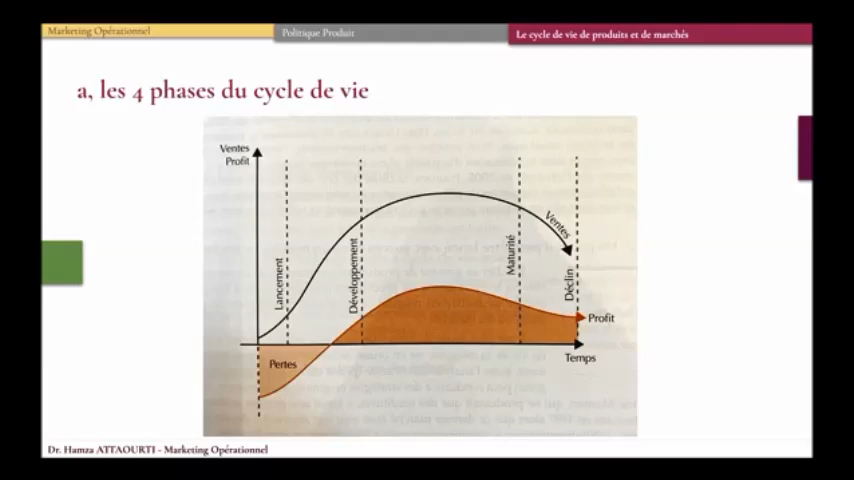 Marketing Opérationnel
Politique Produit
Le cycle de vie de produits et de marchés
a, les 4 phases du cycle de vie
Ventes
Profit
Lancement
Développement
Maturité
Ventes
Déclin
Profit
Temps
Pertes
Dr. Hamza ATTAOURTI - Marketing Opérationnel